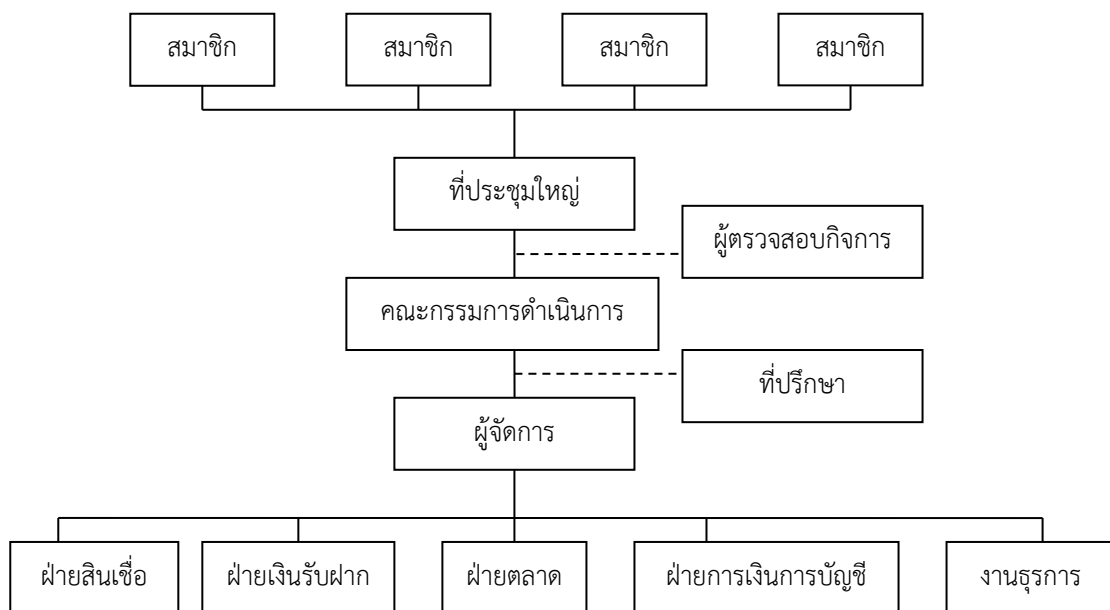 สมาชิก
สมาชิก
สมาชิก
สมาชิก
ที่ประชุมใหญ่
ผู้ตรวจสอบกิจการ
คณะกรรมการดำเนินการ
ที่ปรึกษา
ผู้จัดการ
ฝ่ายสินเชื่อ
ฝ่ายเงินรับฝาก
ฝ่ายตลาด
ฝ่ายการเงินการบัญชี
งานธุรการ